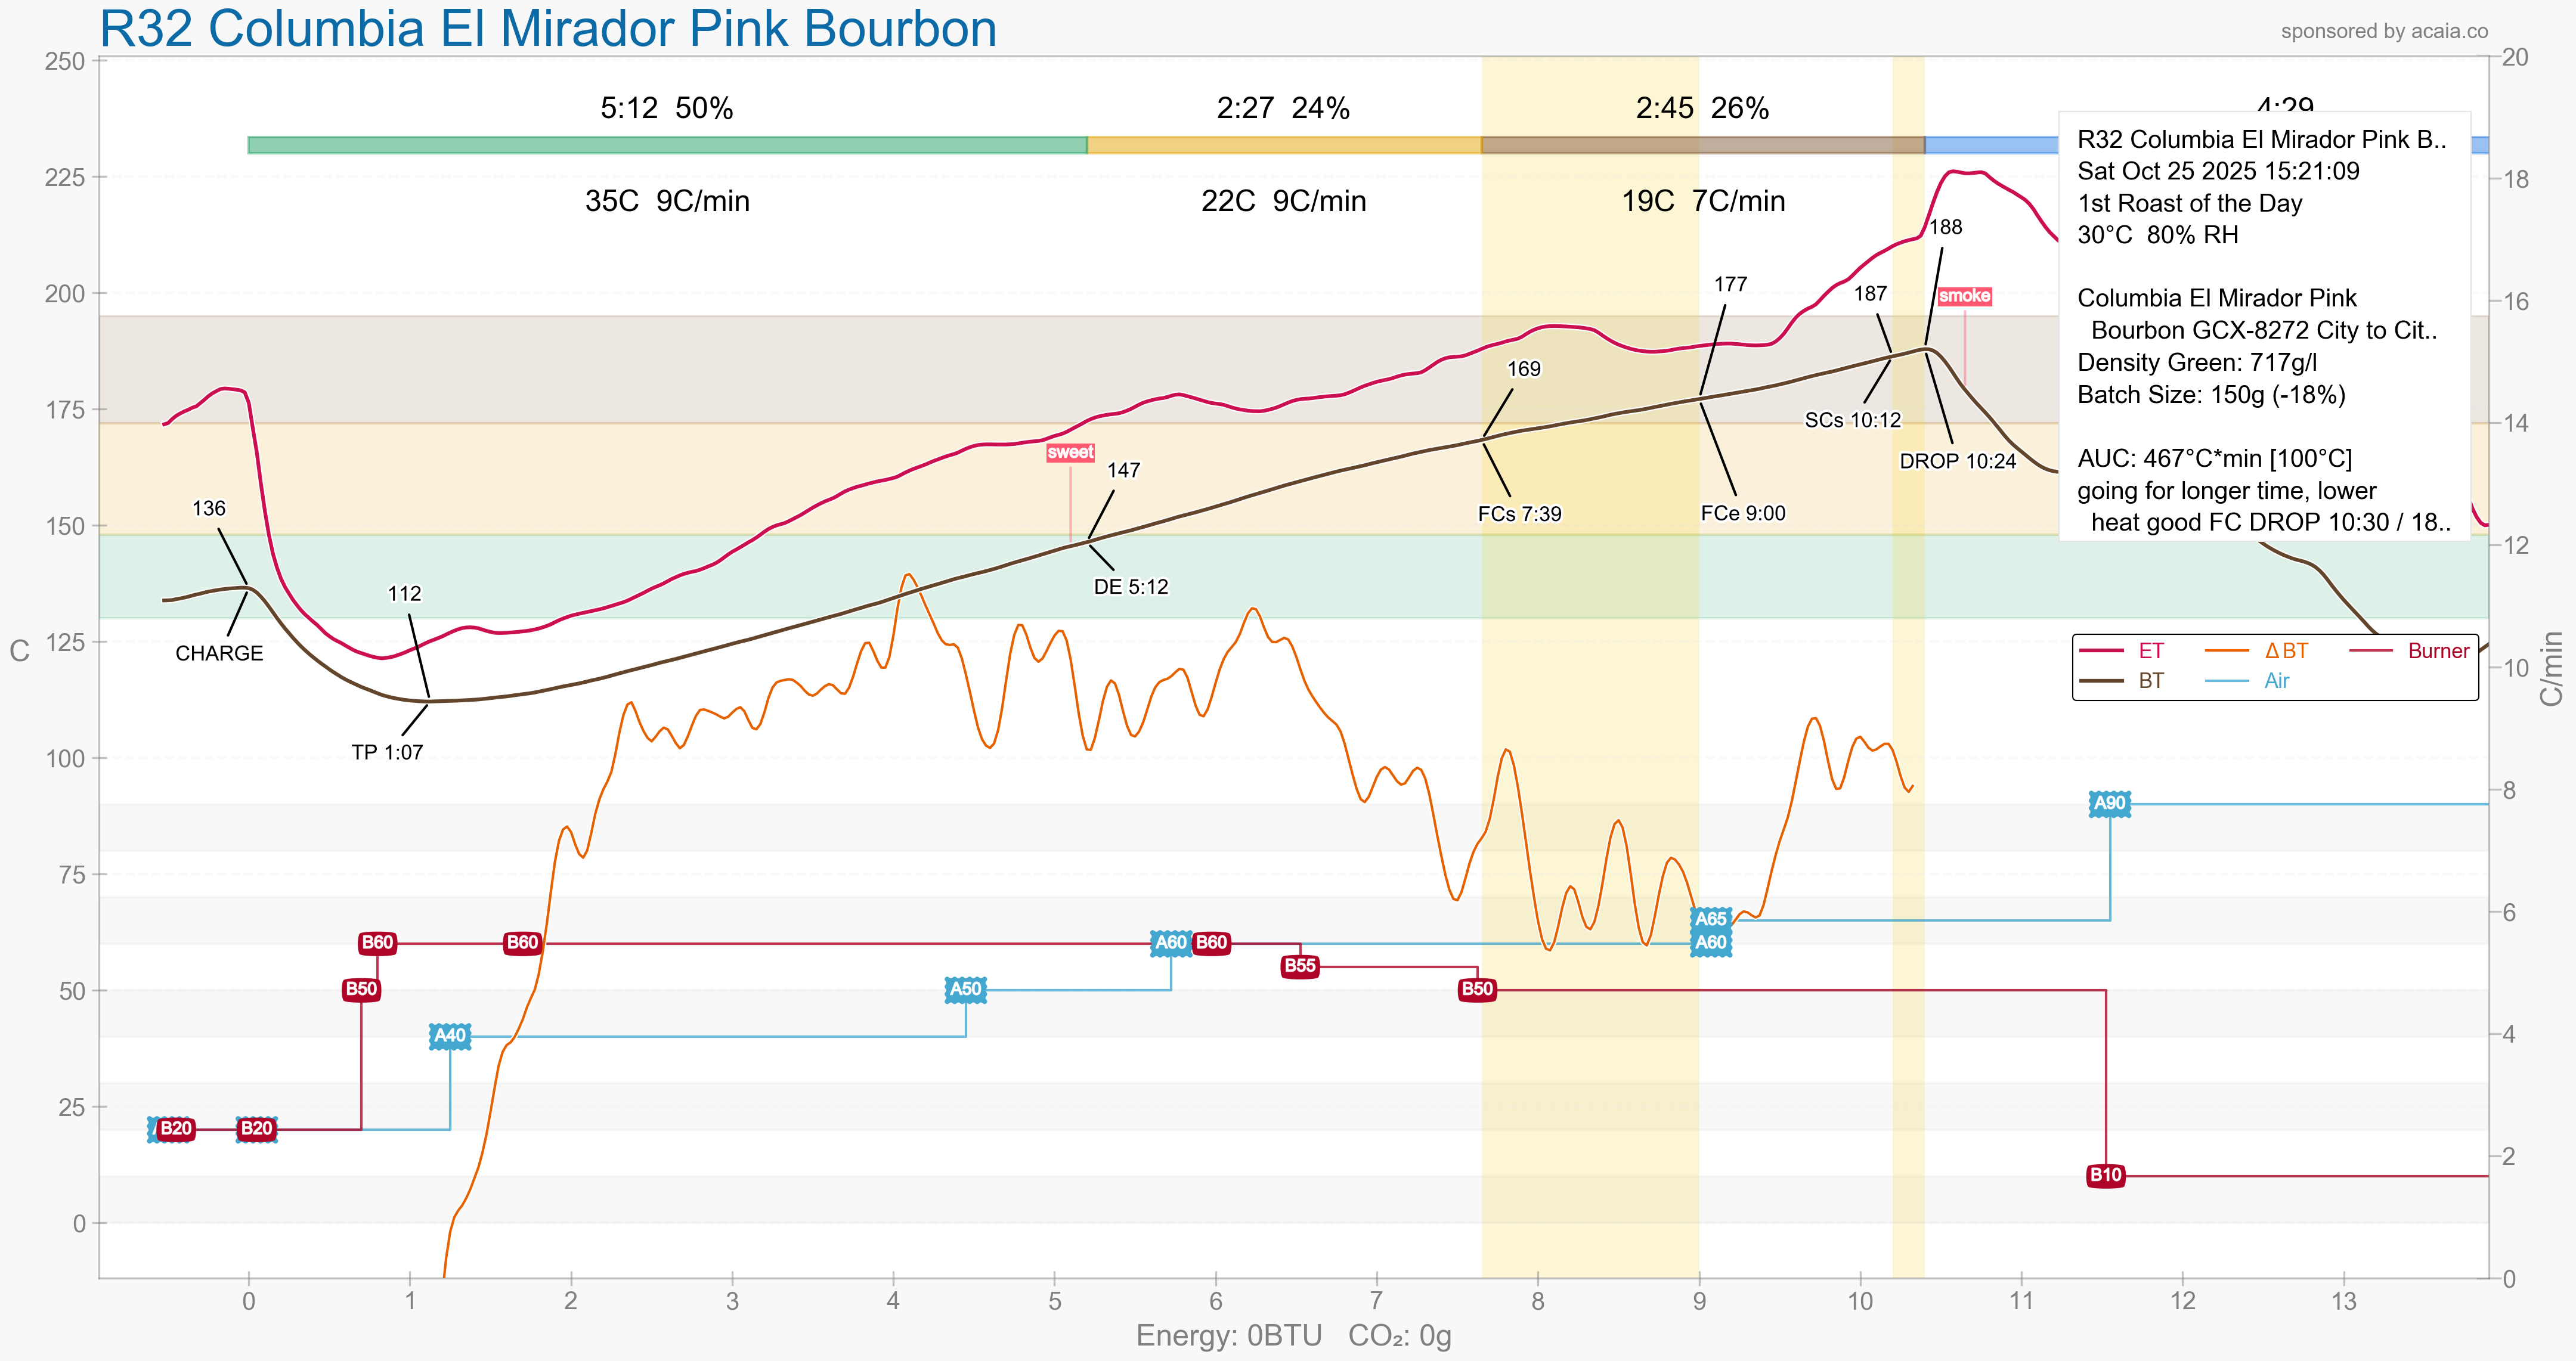 R32 Columbia El Mirador Pink Bourbon
sponsored by acaia.co
250
225
200
175
150
125
100
75
50
25
0
C
20
18
16
14
12
10
8
6
4
2
0
C/min
5:12 50%
2:27 24%
2:45 26%
4:29
35C 9C/min
22C 9C/min
19C 7C/min
R32 Columbia El Mirador Pink B..
Sat Oct 25 2025 15:21:09
1st Roast of the Day
30°C 80% RH
Columbia El Mirador Pink
Bourbon GCX-8272 City to Cit..
Density Green: 717g/l
Batch Size: 150g (-18%)
AUC: 467°C*min [100°C]
going for longer time, lower
heat good FC DROP 10:30 / 18..
136
CHARGE
112
TP 1:07
sweet
147
DE 5:12
169
FCs 7:39
177
FCe 9:00
187
SCs 10:12
188
DROP 10:24
smoke
ET
ΔBT
Burner
BT
Air
B20
B20
B50
B60
B60
A40
A50
A60
B60
B55
B50
A65
A60
A90
B10
0 1 2 3 4 5 6 7 8 9 10 11 12 13
Energy: 0BTU CO₂: 0g